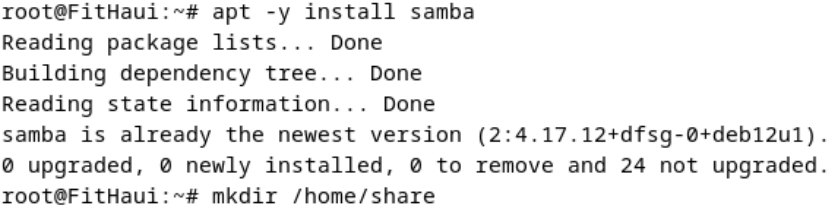 root@FitHaui:~# apt -y install samba
Reading package lists... Done
Building dependency tree... Done
Reading state information... Done
samba is already the newest version (2:4.17.12+dfsg-0+deb12u1).
0 upgraded, 0 newly installed, 0 to remove and 24 not upgraded.
root@FitHaui:~# mkdir /home/share